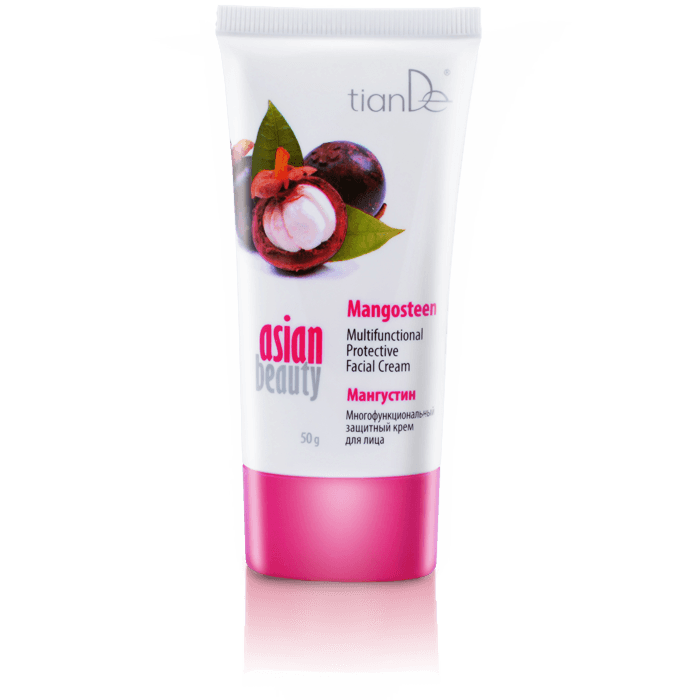 tianDe®
Mangosteen
Multifunctional
Protective
Facial Cream
asian
beauty
Мангустин
Многофункциональный
защитный крем
для лица
50 g